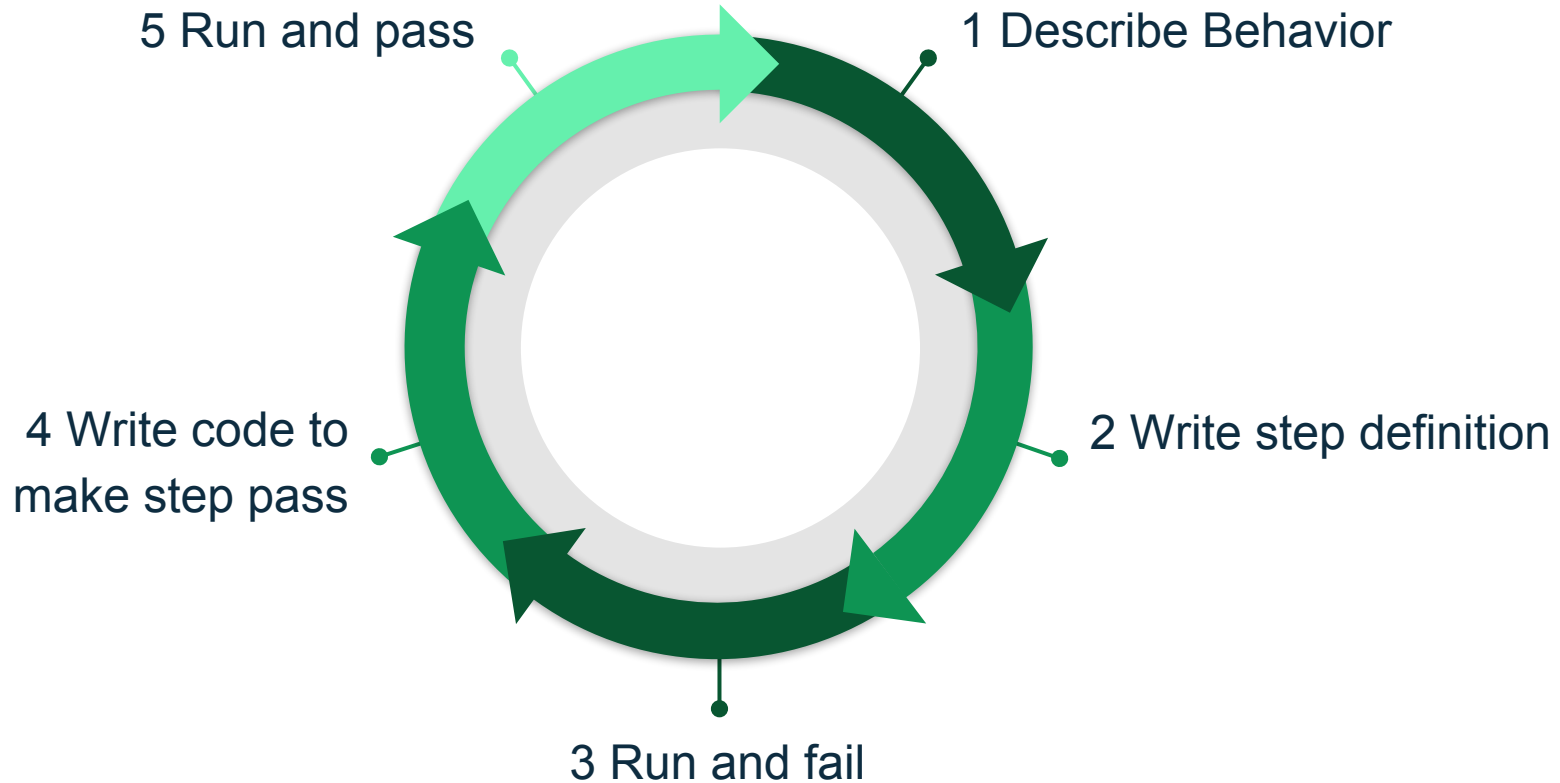 1 Describe Behavior
2 Write step definition
3 Run and fail
4 Write code to
make step pass
5 Run and pass